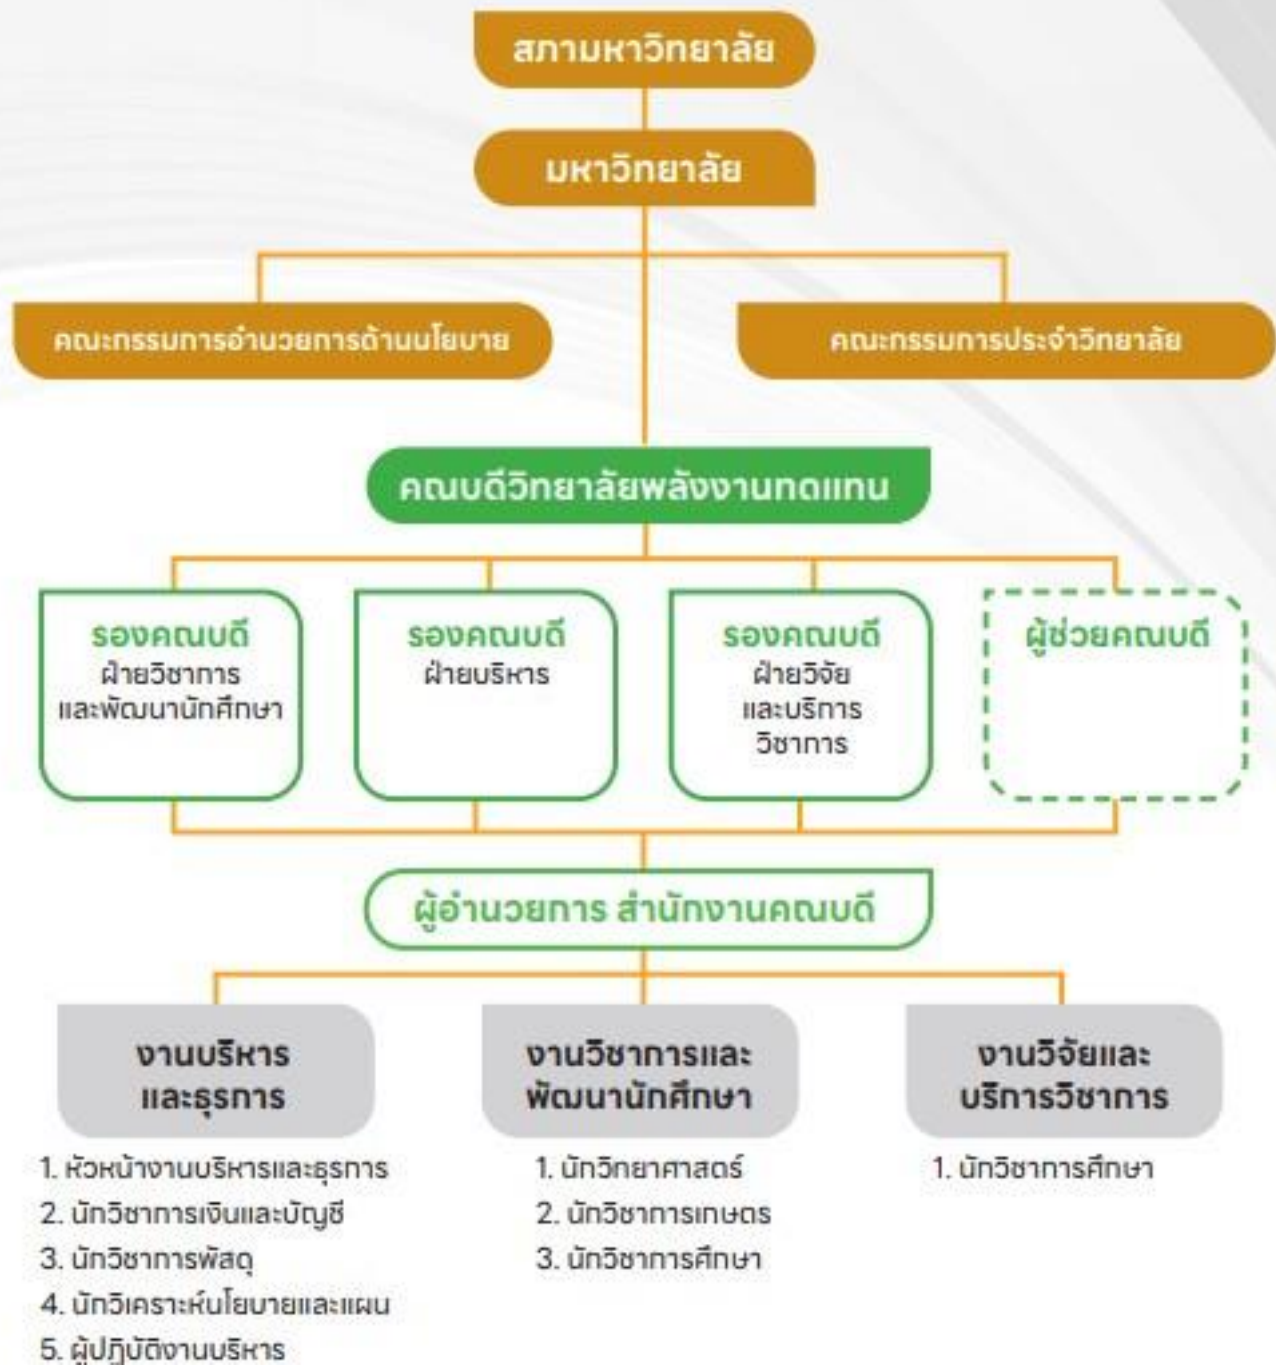 สภามหาวิทยาลัย
มหาวิทยาลัย
คณะกรรมการอำนวยการด้านนโยบาย
คณะกรรมการประจำวิทยาลัย
คณบดีวิทยาลัยพลังงานทดแทน
รองคณบดี
ฝ่ายวิชาการ
และพัฒนานักศึกษา
รองคณบดี
ฝ่ายบริหาร
รองคณบดี
ฝ่ายวิจัย
และบริการ
วิชาการ
ผู้ช่วยคณบดี
ผู้อำนวยการ สำนักงานคณบดี
งานบริหาร
และธุรการ
1. หัวหน้างานบริหารและธุรการ
2. นักวิชาการเงินและบัญชี
3. นักวิชาการพัสดุ
4. นักวิเคราะห์นโยบายและแผน
5. ผู้ปฏิบัติงานบริหาร
งานวิชาการและ
พัฒนานักศึกษา
1. นักวิทยาศาสตร์
2. นักวิชาการเกษตร
3. นักวิชาการศึกษา
งานวิจัยและ
บริการวิชาการ
1. นักวิชาการศึกษา